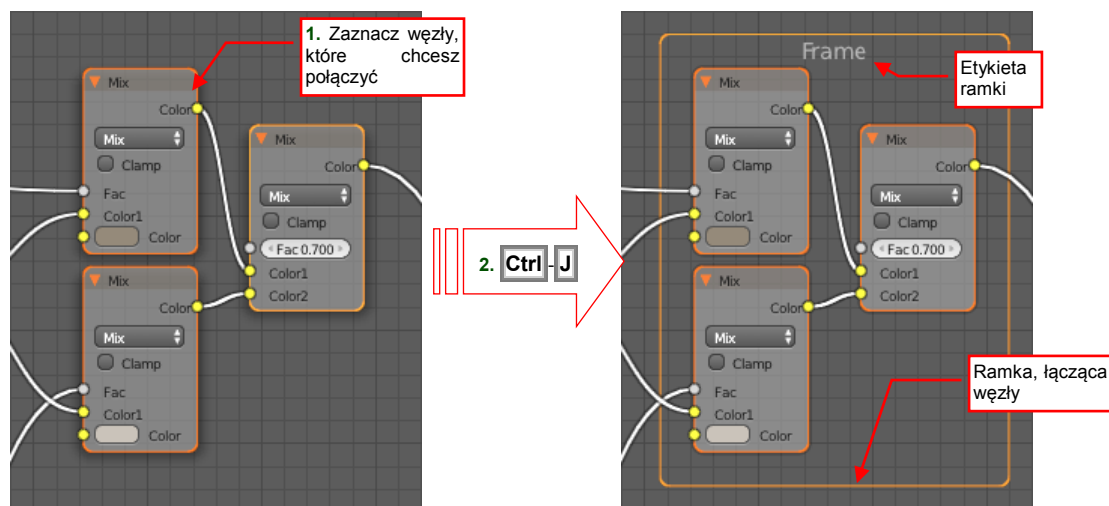 1. Zaznacz węzły,
które chcesz
połączyć
Mix
Color
Mix
Clamp
Fac
Color1
Color
Mix
Color
Mix
Clamp
Fac 0.700
Color1
Color2
Mix
Color
Mix
Clamp
Fac
Color1
Color
2. Ctrl-J
Frame
Etykieta
ramki
Mix
Color
Mix
Clamp
Fac
Color1
Color
Mix
Color
Mix
Clamp
Fac 0.700
Color1
Color2
Mix
Color
Mix
Clamp
Fac
Color1
Color
Ramka, łącząca
węzły